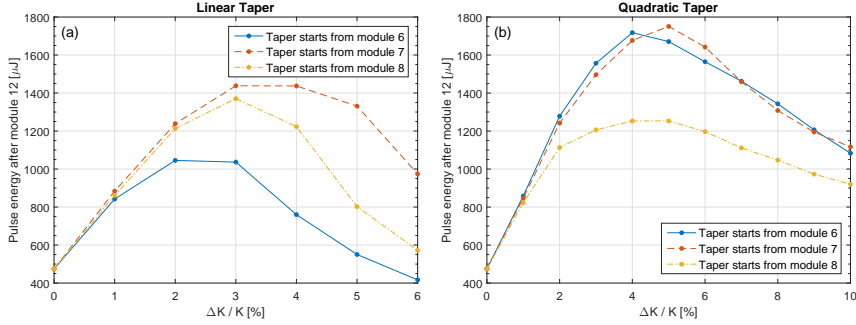 Linear Taper
(a)
Taper starts from module 6
Taper starts from module 7
Taper starts from module 8
Pulse energy after module 12 [μJ]
1800
1600
1400
1200
1000
800
600
400
0 1 2 3 4 5 6
ΔK / K [%]
Quadratic Taper
(b)
Pulse energy after module 12 [μJ]
1800
1600
1400
1200
1000
800
600
400
Taper starts from module 6
Taper starts from module 7
Taper starts from module 8
0 2 4 6 8 10
ΔK / K [%]